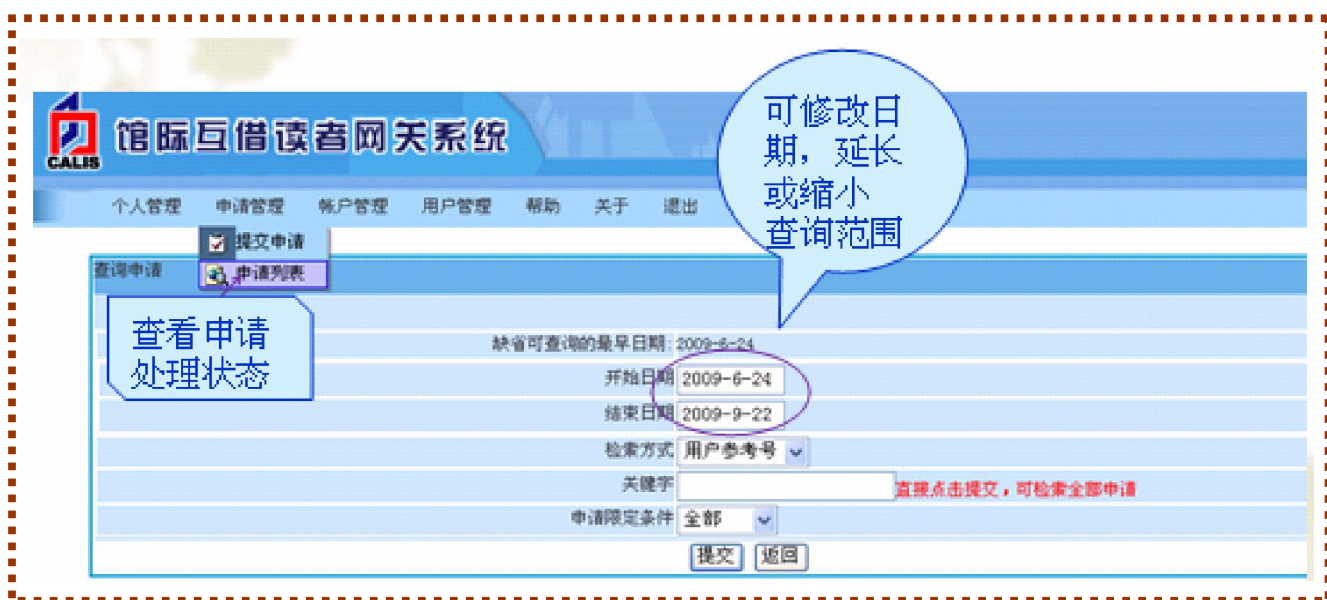 可修改日
期，延长
或缩小
查询范围
CALIS
馆际互借读者网关系统
个人管理 申请管理 帐户管理 用户管理 帮助 关于 退出
提交申请
查询申请
申请列表
查看申请
处理状态
缺省可查询的最早日期: 2009-6-24
开始日期 2009-6-24
结束日期 2009-9-22
检索方式 用户参考号
关键字 直接点击提交，可检索全部申请
申请限定条件 全部
提交 返回